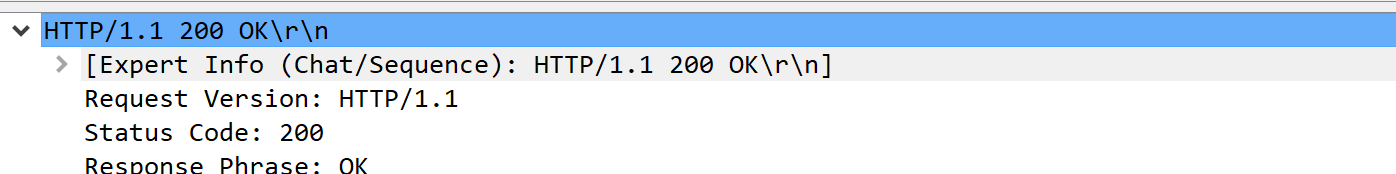 HTTP/1.1 200 OK\r\n
[Expert Info (Chat/Sequence): HTTP/1.1 200 OK\r\n]
Request Version: HTTP/1.1
Status Code: 200
Response Phrase: OK